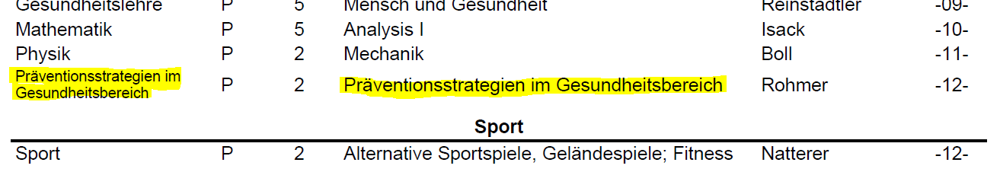 Gesundheitslehre P 5 Mensch und Gesundheit Reinstädtler -09-
Mathematik P 5 Analysis I Isack -10-
Physik P 2 Mechanik Boll -11-
Präventionsstrategien im
Gesundheitsbereich P 2 Präventionsstrategien im Gesundheitsbereich Rohmer -12-
Sport
Sport P 2 Alternative Sportspiele, Geländespiele; Fitness Natterer -12-